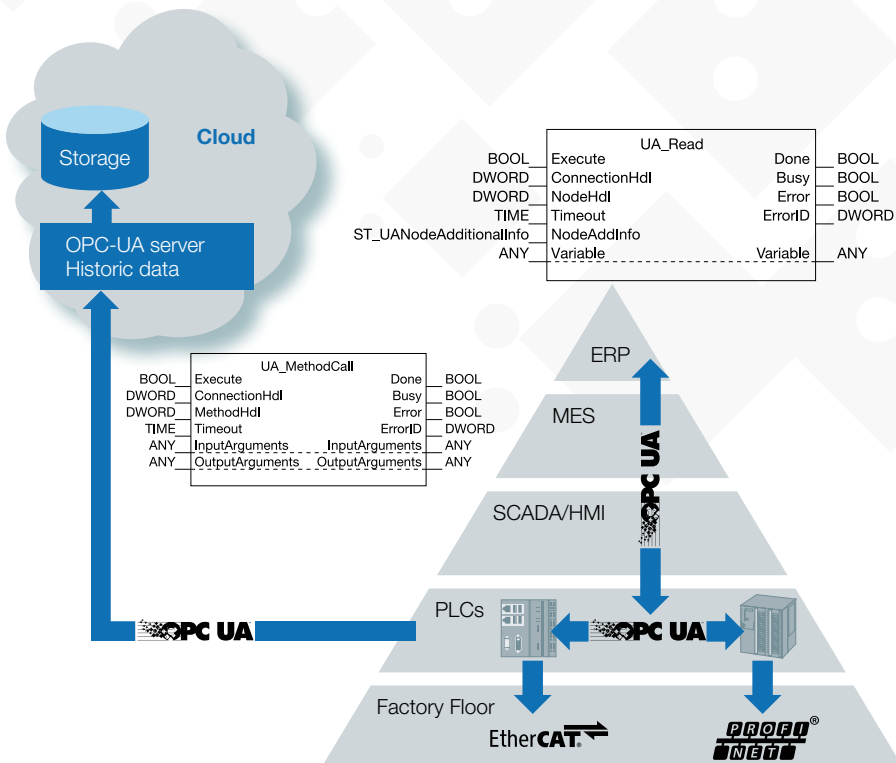 Cloud
Storage
OPC-UA server
Historic data
UA_Read
BOOL Execute Done BOOL
DWORD ConnectionHdl Busy BOOL
DWORD NodeHdl Error BOOL
TIME Timeout ErrorID DWORD
ST_UANodeAdditionalInfo NodeAddInfo
ANY Variable Variable ANY
UA_MethodCall
BOOL Execute Done BOOL
DWORD ConnectionHdl Busy BOOL
DWORD MethodHdl Error BOOL
TIME Timeout ErrorID DWORD
ANY InputArguments InputArguments ANY
ANY OutputArguments OutputArguments ANY
ERP
MES
OPC UA
SCADA/HMI
PLCs
OPC UA
OPC UA
Factory Floor
EtherCAT®
PROFI®
NET